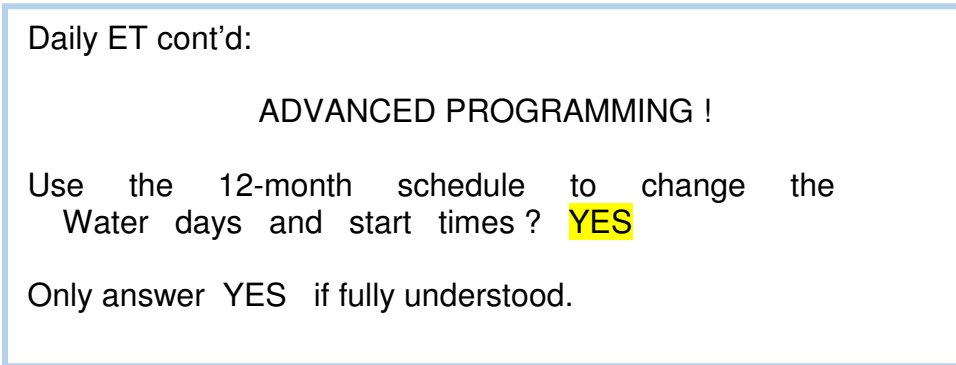 Daily ET cont’d:
ADVANCED PROGRAMMING !
Use the 12-month schedule to change the
Water days and start times ? YES
Only answer YES if fully understood.